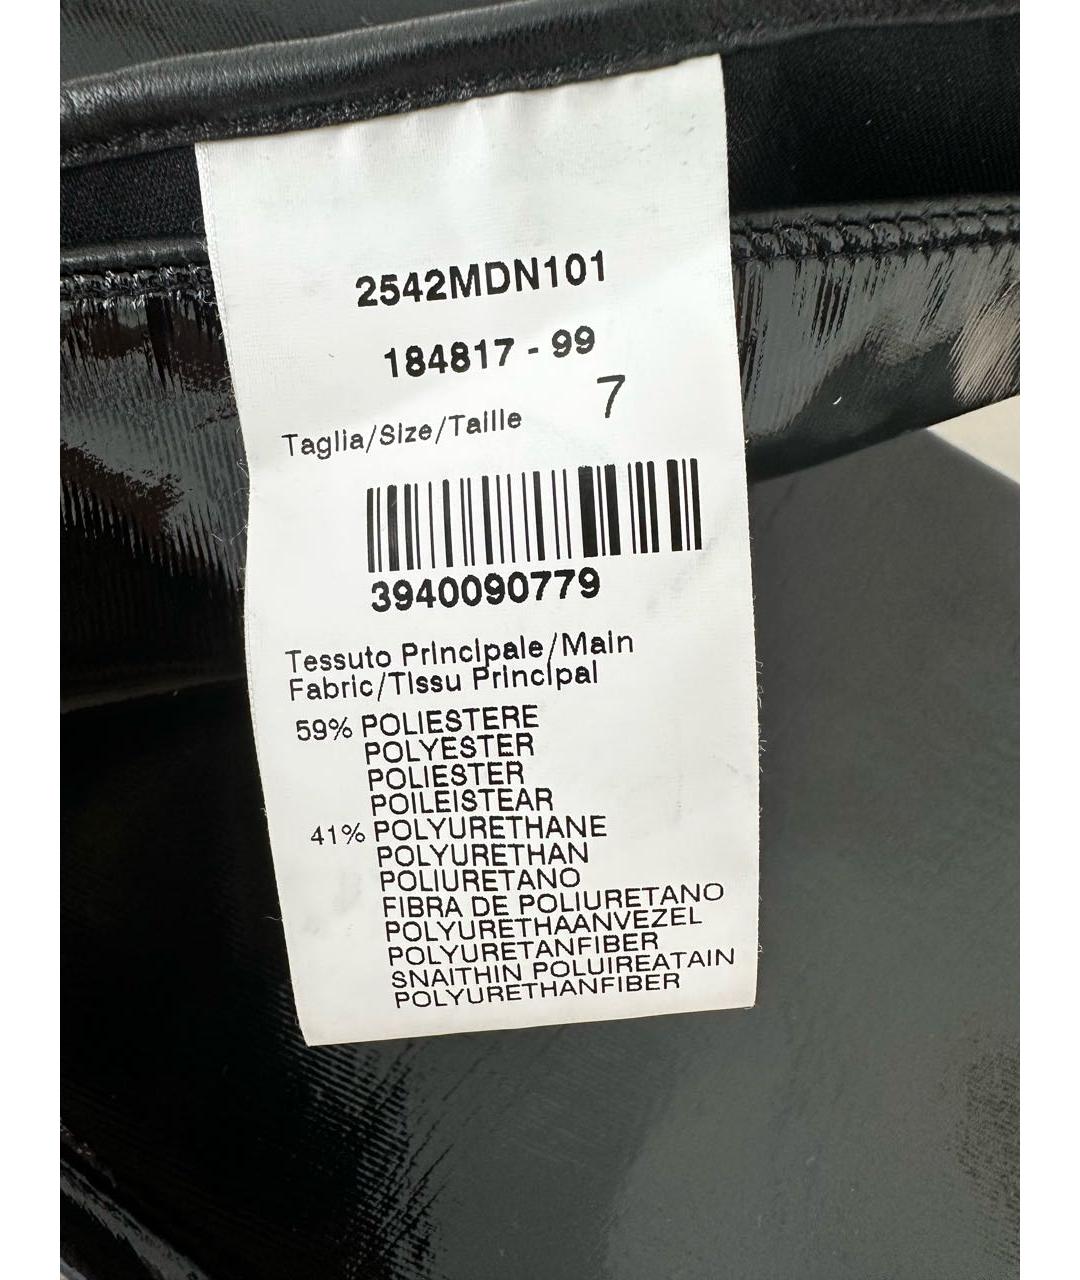 2542MDN101
184817 - 99
Taglia/Size/Taille 7
3940090779
Tessuto Principale/Main
Fabric/Tissu Principal
59% POLIESTERE
POLYESTER
POLIESTER
POILEISTEAR
41% POLYURETHANE
POLYURETHAN
POLIURETANO
FIBRA DE POLIURETANO
POLYURETHAANVEZEL
POLYURETANFIBER
SNAITHIN POLUIREATAIN
POLYURETHANFIBER